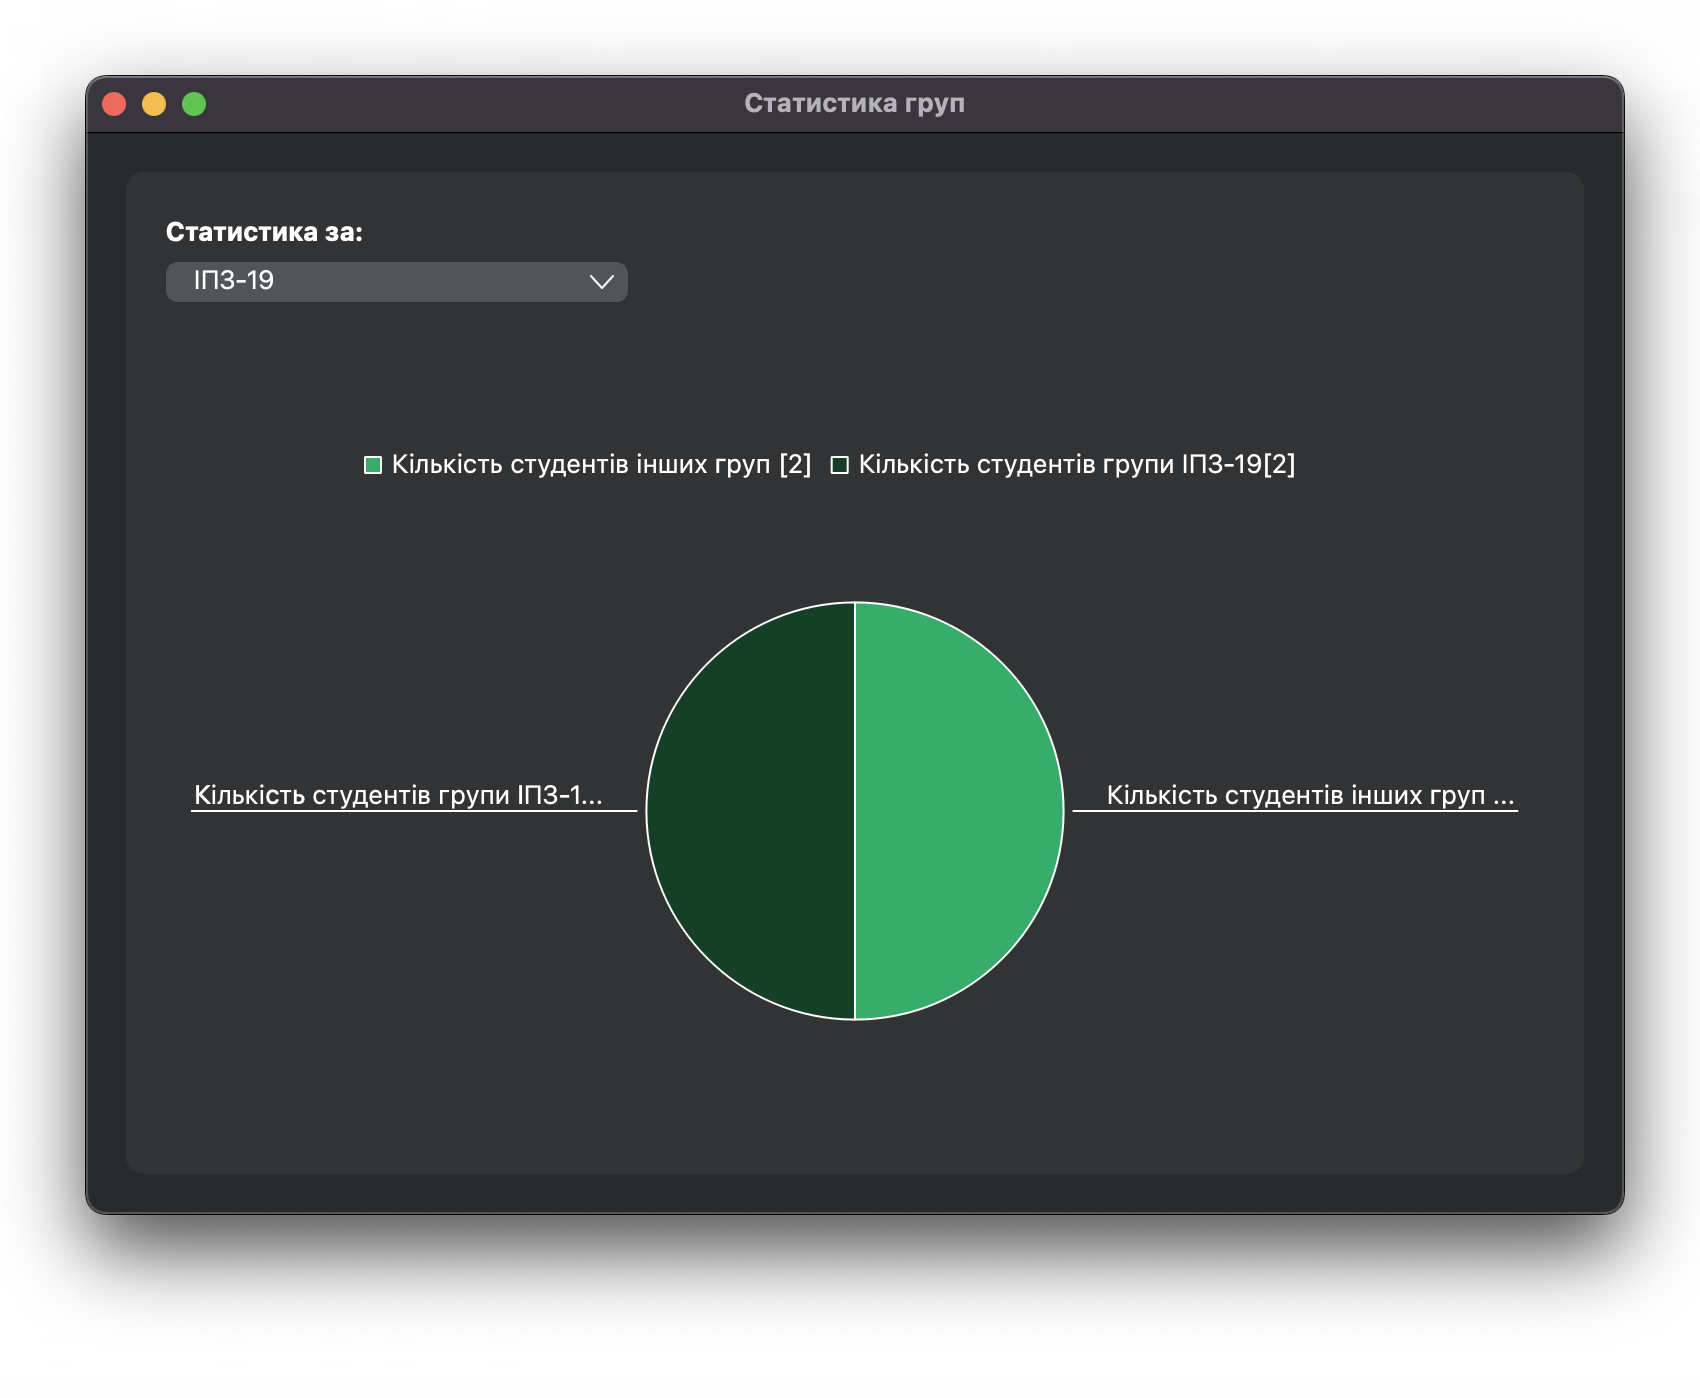 Статистика груп
Статистика за:
ІПЗ-19
Кількість студентів інших груп [2] Кількість студентів групи ІПЗ-19[2]
Кількість студентів групи ІПЗ-1...
Кількість студентів інших груп ...